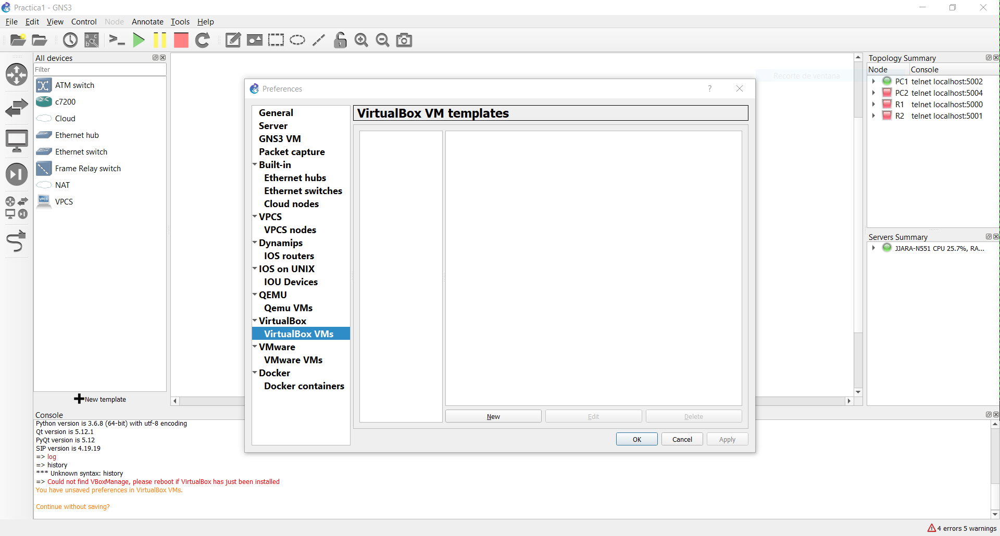 Practica1 - GNS3
File Edit View Control Node Annotate Tools Help
All devices
Filter
ATM switch
c7200
Cloud
Ethernet hub
Ethernet switch
Frame Relay switch
NAT
VPCS
New template
Preferences
General
Server
GNS3 VM
Packet capture
Built-in
Ethernet hubs
Ethernet switches
Cloud nodes
VPCS
VPCS nodes
Dynamips
IOS routers
IOS on UNIX
IOU Devices
QEMU
Qemu VMs
VirtualBox
VirtualBox VMs
VMware
VMware VMs
Docker
Docker containers
VirtualBox VM templates
New Edit Delete
OK Cancel Apply
Recorte de ventana
Topology Summary
Node Console
PC1 telnet localhost:5002
PC2 telnet localhost:5004
R1 telnet localhost:5000
R2 telnet localhost:5001
Servers Summary
JJARA-N551 CPU 25.7%, RA...
Console
Python version is 3.6.8 (64-bit) with utf-8 encoding
Qt version is 5.12.1
PyQt version is 5.12
SIP version is 4.19.19
=> log
=> history
*** Unknown syntax: history
=> Could not find VBoxManage, please reboot if VirtualBox has just been installed
You have unsaved preferences in VirtualBox VMs.
Continue without saving?
4 errors 5 warnings